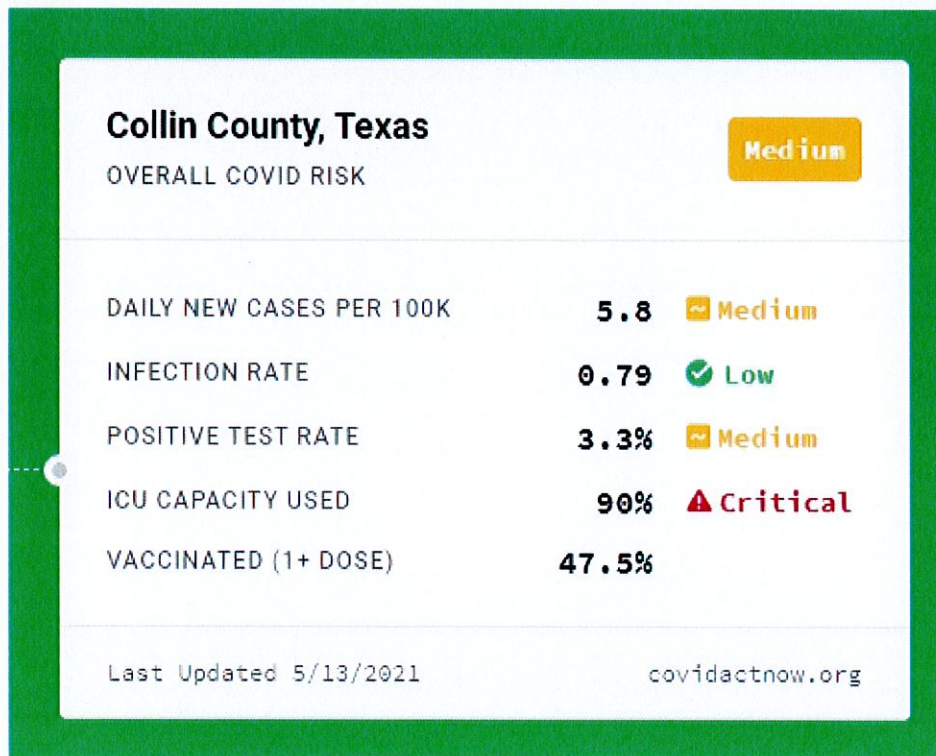 Collin County, Texas
Medium
OVERALL COVID RISK
DAILY NEW CASES PER 100K 5.8 Medium
INFECTION RATE 0.79 Low
POSITIVE TEST RATE 3.3% Medium
ICU CAPACITY USED 90% Critical
VACCINATED (1+ DOSE) 47.5%
Last Updated 5/13/2021 covidactnow.org